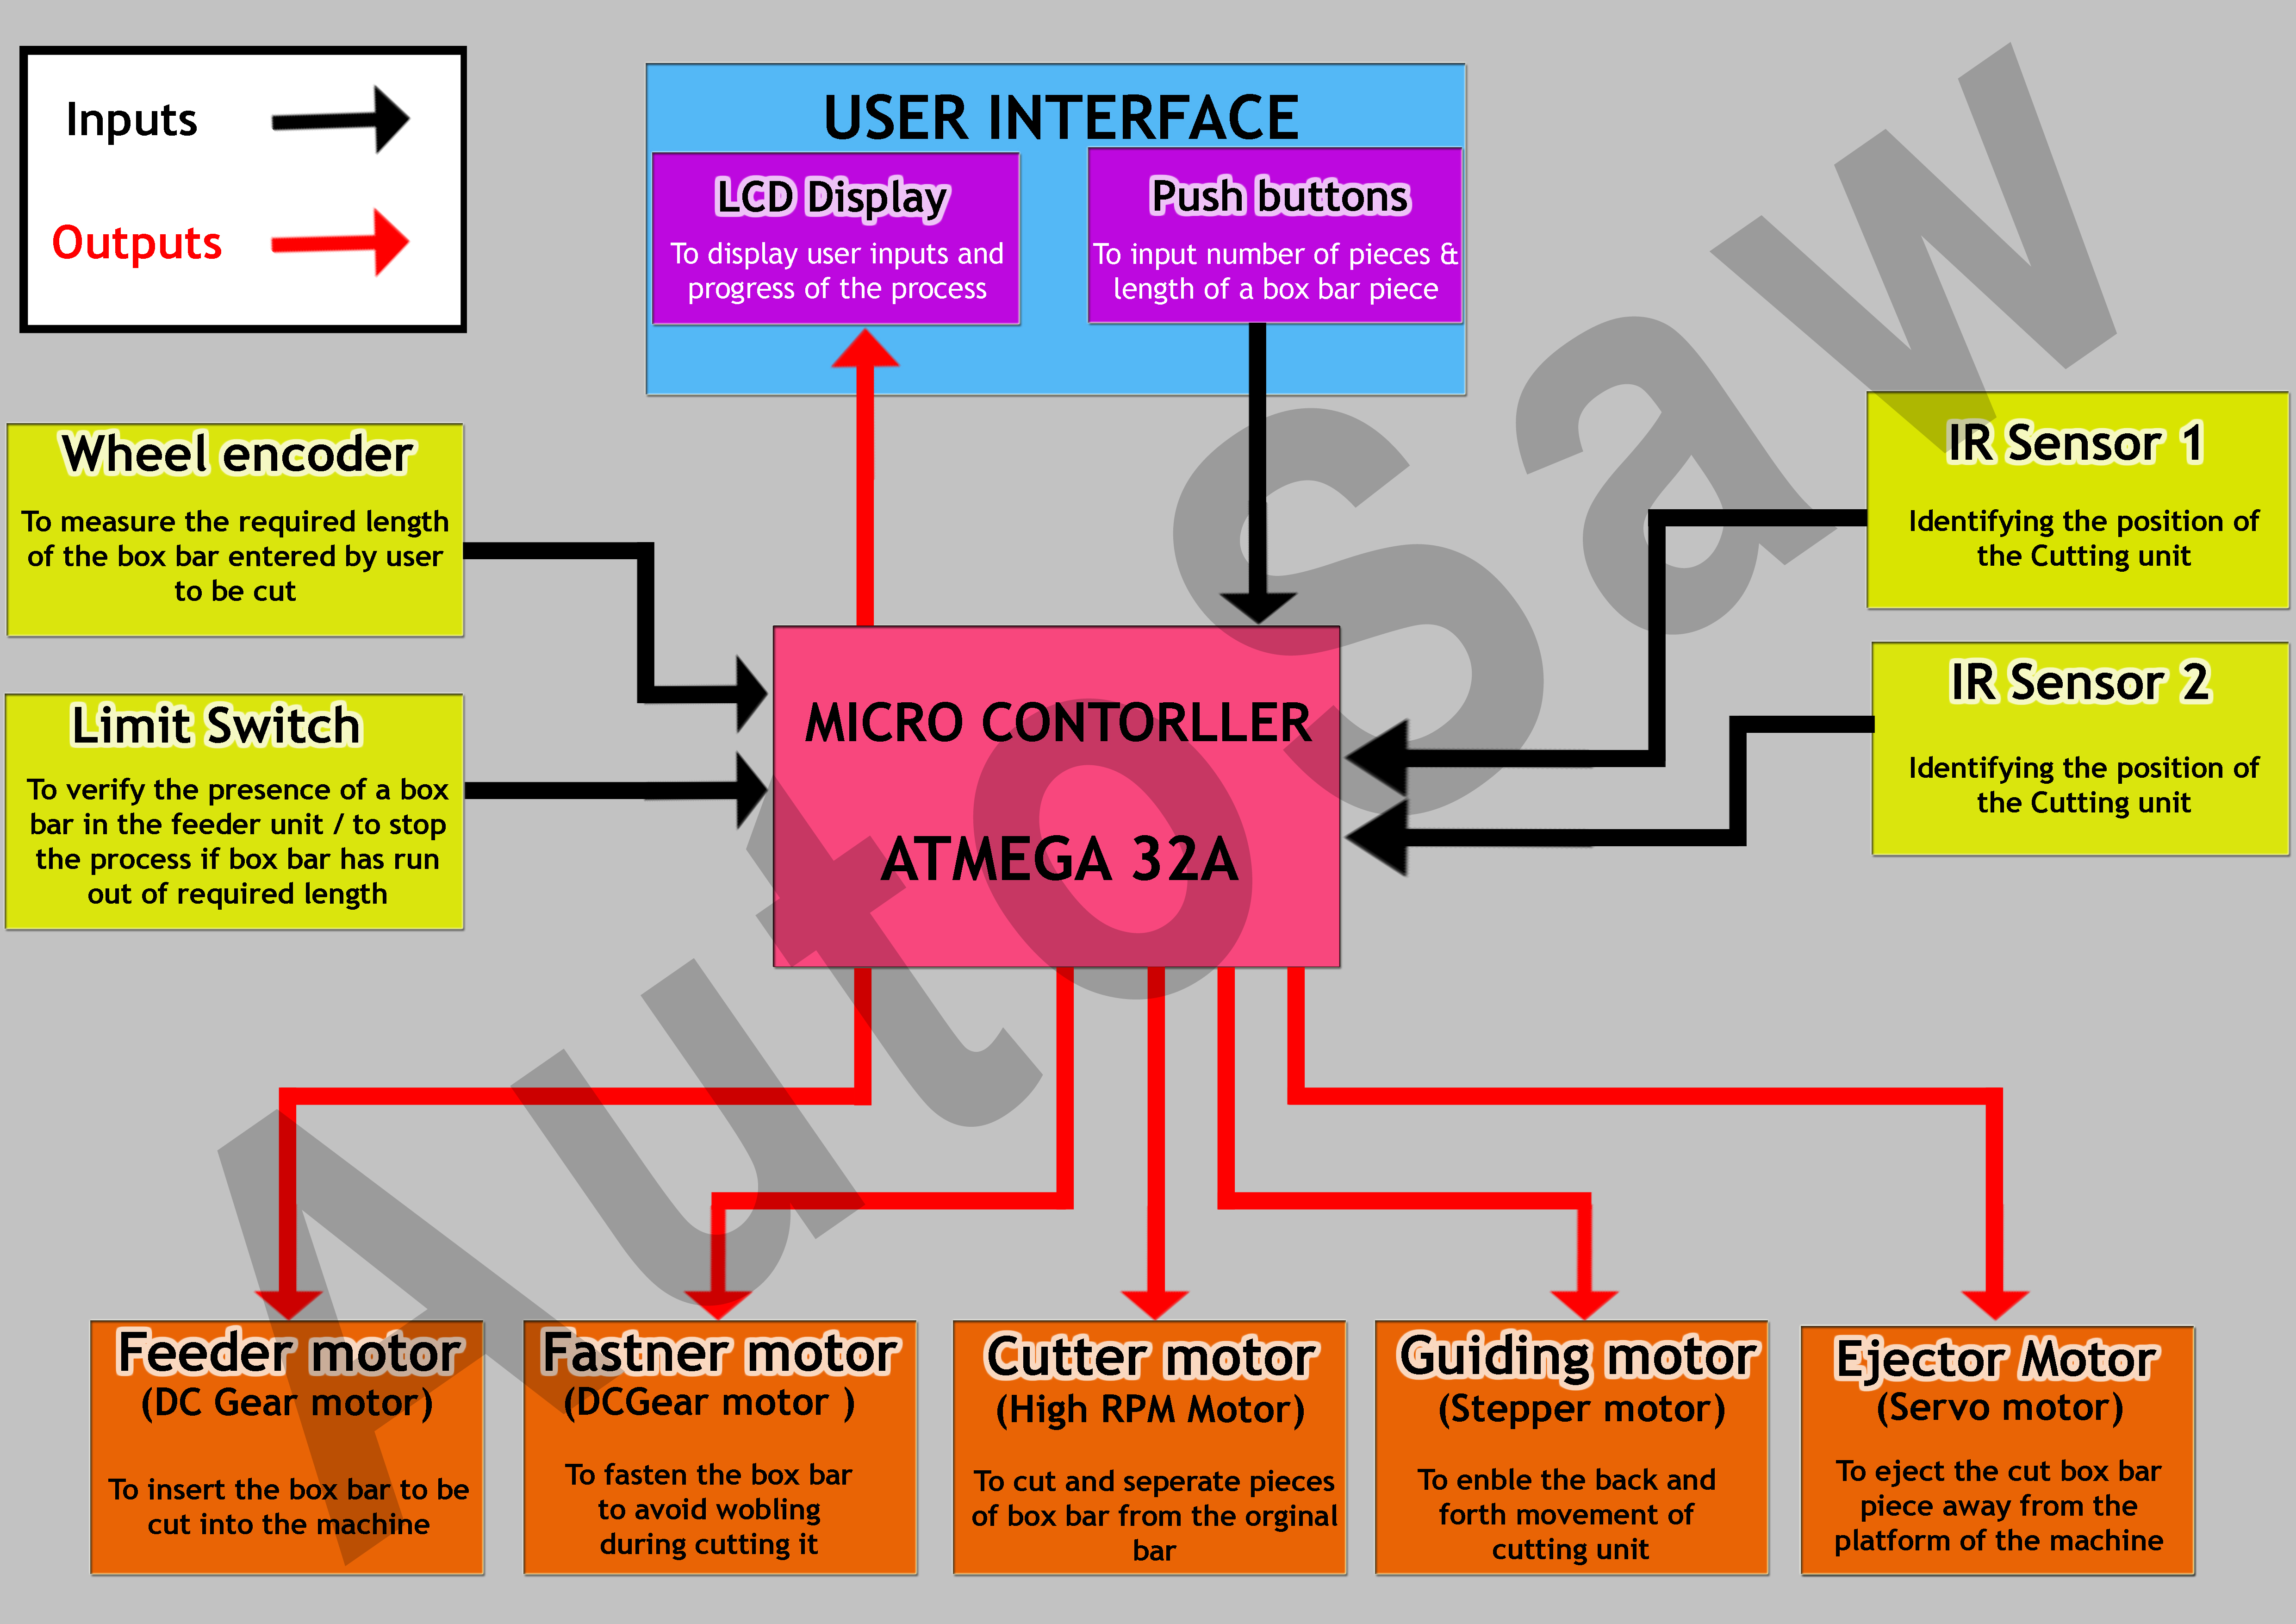 Inputs
Outputs
USER INTERFACE
LCD Display
To display user inputs and
progress of the process
Push buttons
To input number of pieces &
length of a box bar piece
Wheel encoder
To measure the required length
of the box bar entered by user
to be cut
Limit Switch
To verify the presence of a box
bar in the feeder unit / to stop
the process if box bar has run
out of required length
MICRO CONTORLLER
ATMEGA 32A
IR Sensor 1
Identifying the position of
the Cutting unit
IR Sensor 2
Identifying the position of
the Cutting unit
Feeder motor
(DC Gear motor)
To insert the box bar to be
cut into the machine
Fastner motor
(DCGear motor )
To fasten the box bar
to avoid wobling
during cutting it
Cutter motor
(High RPM Motor)
To cut and seperate pieces
of box bar from the orginal
bar
Guiding motor
(Stepper motor)
To enble the back and
forth movement of
cutting unit
Ejector Motor
(Servo motor)
To eject the cut box bar
piece away from the
platform of the machine
AutoSaw